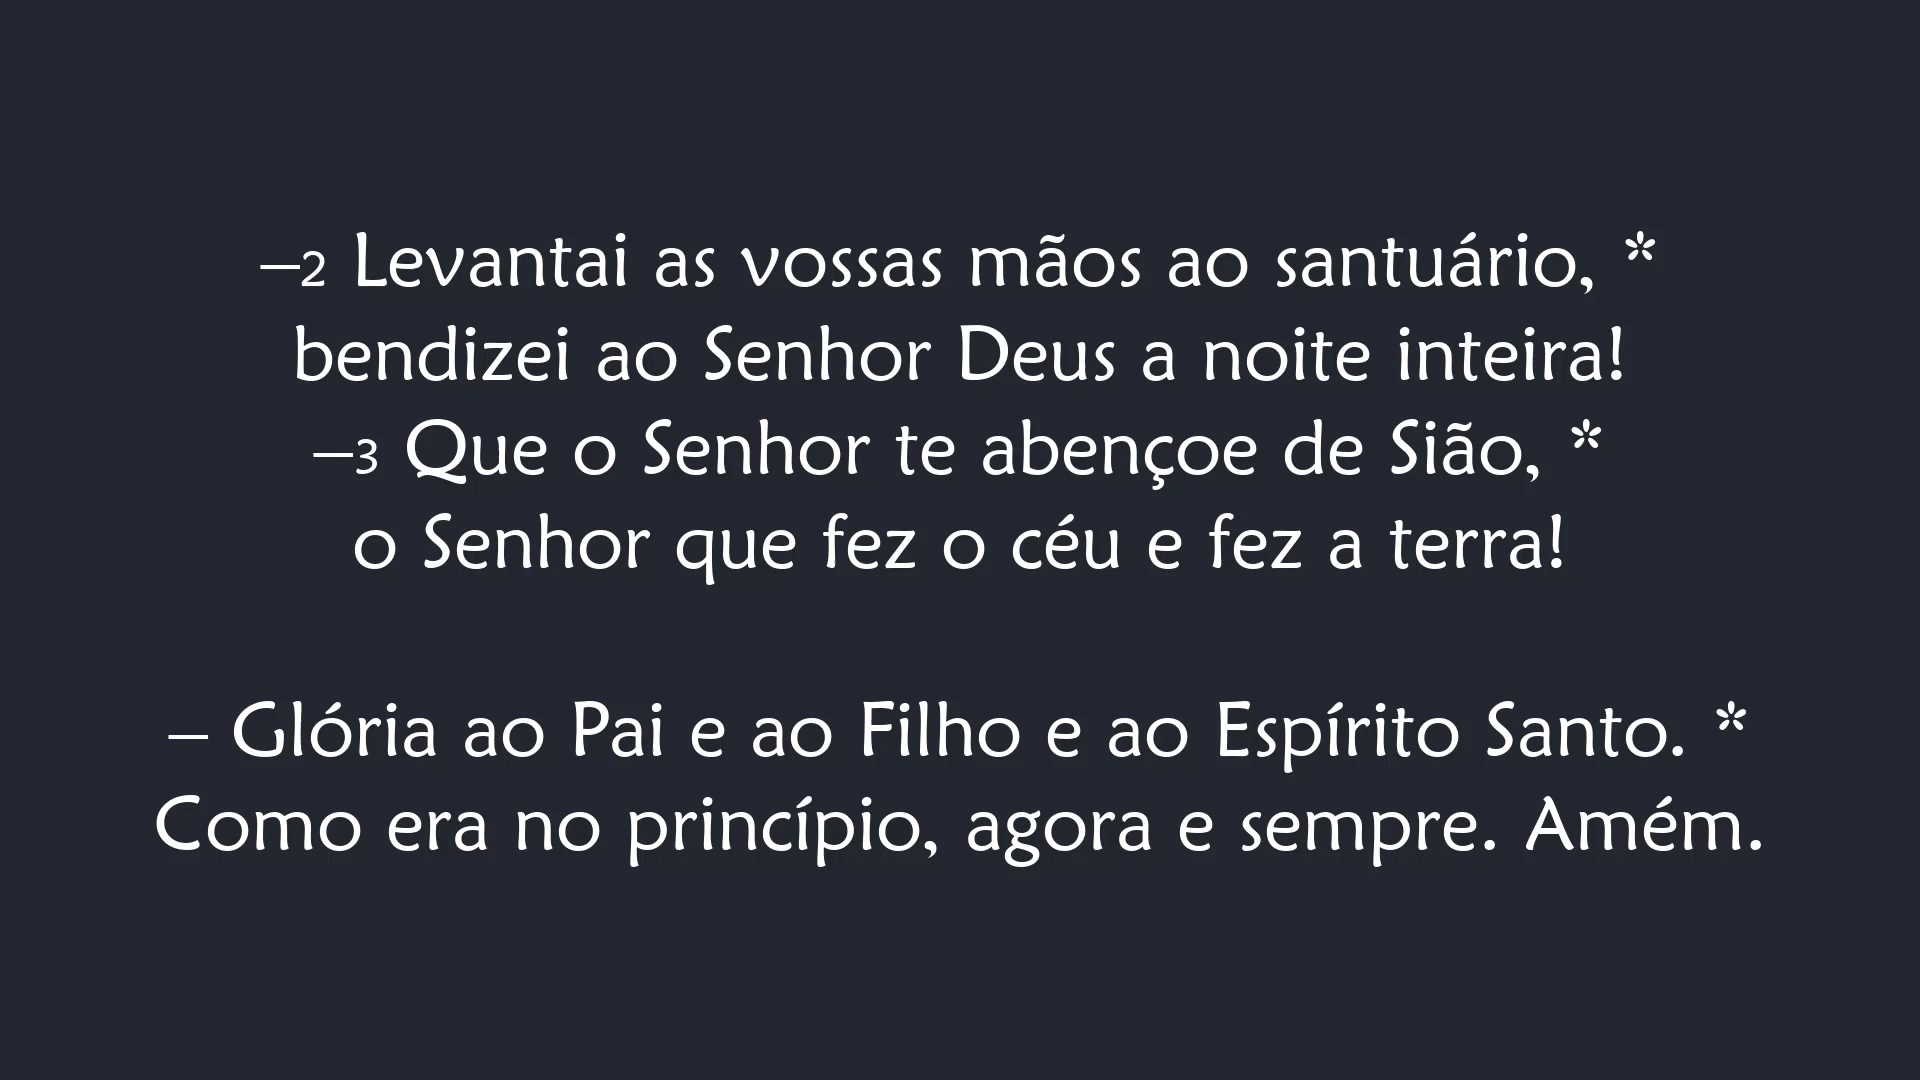 –2 Levantai as vossas mãos ao santuário, *
bendizei ao Senhor Deus a noite inteira!
–3 Que o Senhor te abençoe de Sião, *
o Senhor que fez o céu e fez a terra!
– Glória ao Pai e ao Filho e ao Espírito Santo. *
Como era no princípio, agora e sempre. Amém.